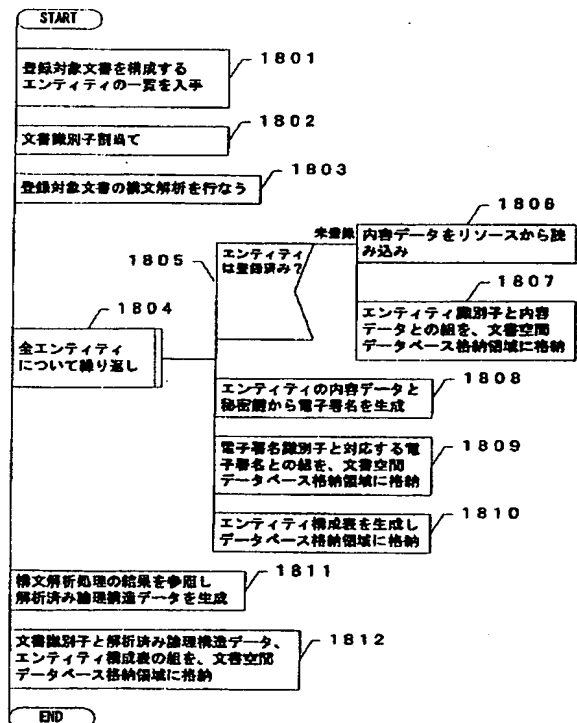 START
登録対象文書を構成する
エンティティの一覧を入手
1801
文書識別子割当て
1802
登録対象文書の構文解析を行なう
1803
全エンティティ
について繰り返し
1804
エンティティ
は登録済み?
1805
未登録
内容データをリソースから読
み込み
1806
エンティティ識別子と内容
データとの組を、文書空間
データベース格納領域に格納
1807
エンティティの内容データと
秘密鍵から電子署名を生成
1808
電子署名識別子と対応する電
子署名との組を、文書空間
データベース格納領域に格納
1809
エンティティ構成表を生成し
データベース格納領域に格納
1810
構文解析処理の結果を参照し
解析済み論理構造データを生成
1811
文書識別子と解析済み論理構造データ、
エンティティ構成表の組を、文書空間
データベース格納領域に格納
1812
END